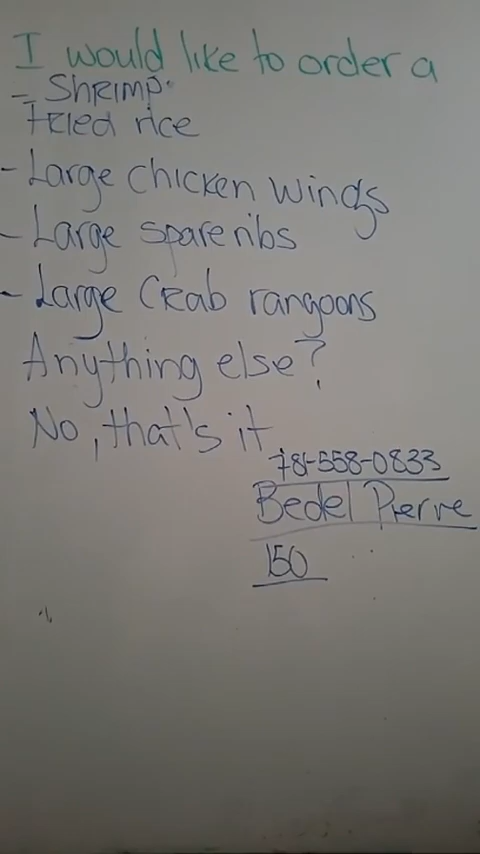 I would like to order a
- Shrimp
fried rice
- Large chicken wings
- Large spare ribs
- Large Crab rangoons
Anything else?
No, that's it
781-558-0833
Bedel Pierre
150